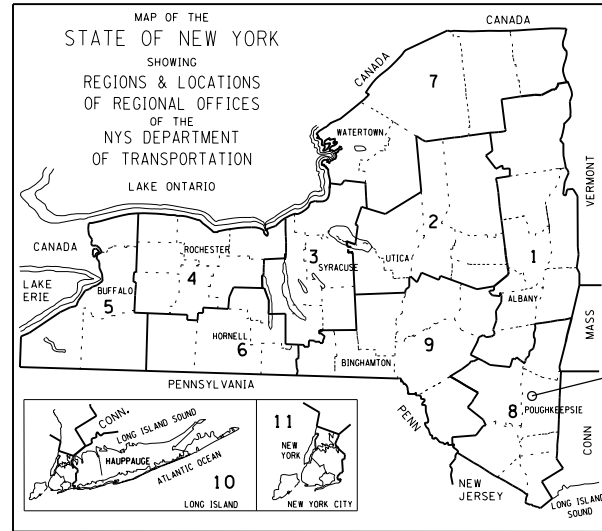 MAP OF THE
STATE OF NEW YORK
SHOWING
REGIONS & LOCATIONS
OF REGIONAL OFFICES
OF THE
NYS DEPARTMENT
OF TRANSPORTATION
CANADA
CANADA
7
WATERTOWN
LAKE ONTARIO
VERMONT
CANADA
ROCHESTER
3
SYRACUSE
2
UTICA
1
LAKE
ERIE
BUFFALO
5
4
ALBANY
MASS
HORNELL
6
BINGHAMTON
9
PENNSYLVANIA
PENN
8
POUGHKEEPSIE
CONN
NEW
JERSEY
LONG ISLAND
SOUND
CONN.
LONG ISLAND SOUND
HAUPPAUGE
ATLANTIC OCEAN
10
LONG ISLAND
11
NEW
YORK
NEW YORK CITY